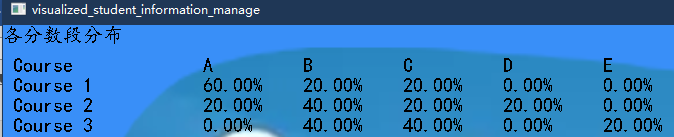 visualized_student_information_manage
各分数段分布
Course A B C D E
Course 1 60.00% 20.00% 20.00% 0.00% 0.00%
Course 2 20.00% 40.00% 20.00% 20.00% 0.00%
Course 3 0.00% 40.00% 40.00% 0.00% 20.00%